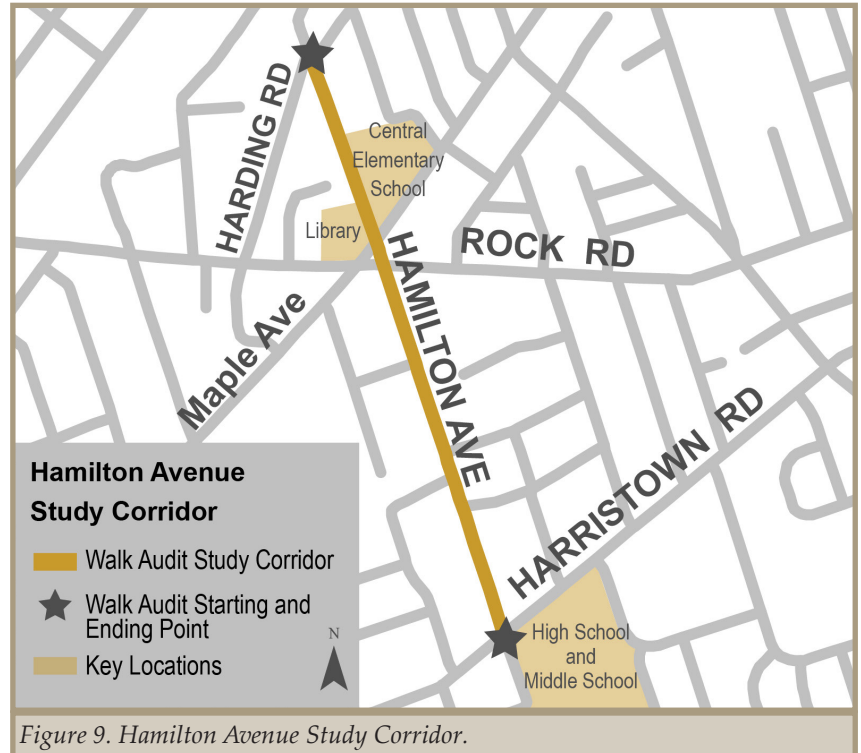 HARDING RD
Central
Elementary
School
Library
ROCK RD
HAMILTON AVE
Maple Ave
HARRISTOWN RD
High School
and
Middle School
Hamilton Avenue
Study Corridor
Walk Audit Study Corridor
Walk Audit Starting and
Ending Point
Key Locations
N
Figure 9. Hamilton Avenue Study Corridor.